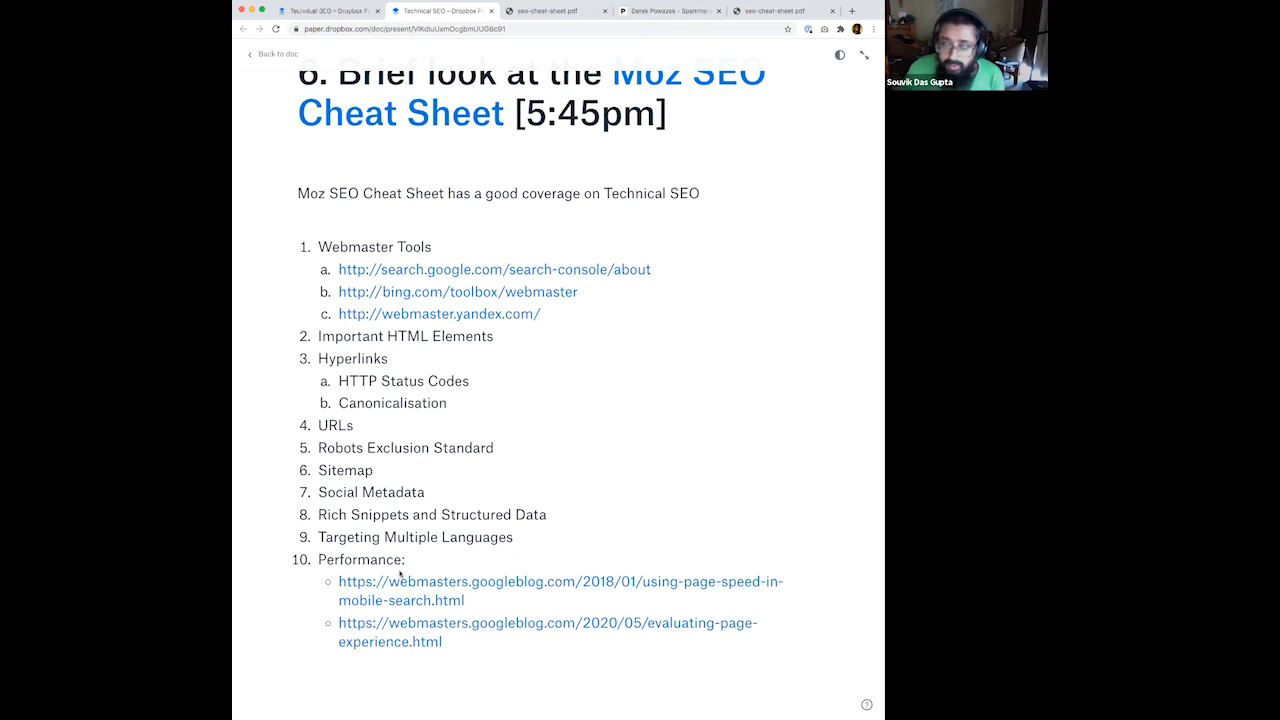 Technical SEO – Dropbox P
seo-cheat-sheet.pdf
Derek Powazek - Spammers
seo-cheat-sheet.pdf
Back to doc
6. Brief look at the Moz SEO
Cheat Sheet [5:45pm]
Moz SEO Cheat Sheet has a good coverage on Technical SEO
1. Webmaster Tools
a. http://search.google.com/search-console/about
b. http://bing.com/toolbox/webmaster
c. http://webmaster.yandex.com/
2. Important HTML Elements
3. Hyperlinks
a. HTTP Status Codes
b. Canonicalisation
4. URLs
5. Robots Exclusion Standard
6. Sitemap
7. Social Metadata
8. Rich Snippets and Structured Data
9. Targeting Multiple Languages
10. Performance:
https://webmasters.googleblog.com/2018/01/using-page-speed-in-
mobile-search.html
https://webmasters.googleblog.com/2020/05/evaluating-page-
experience.html
Souvik Das Gupta